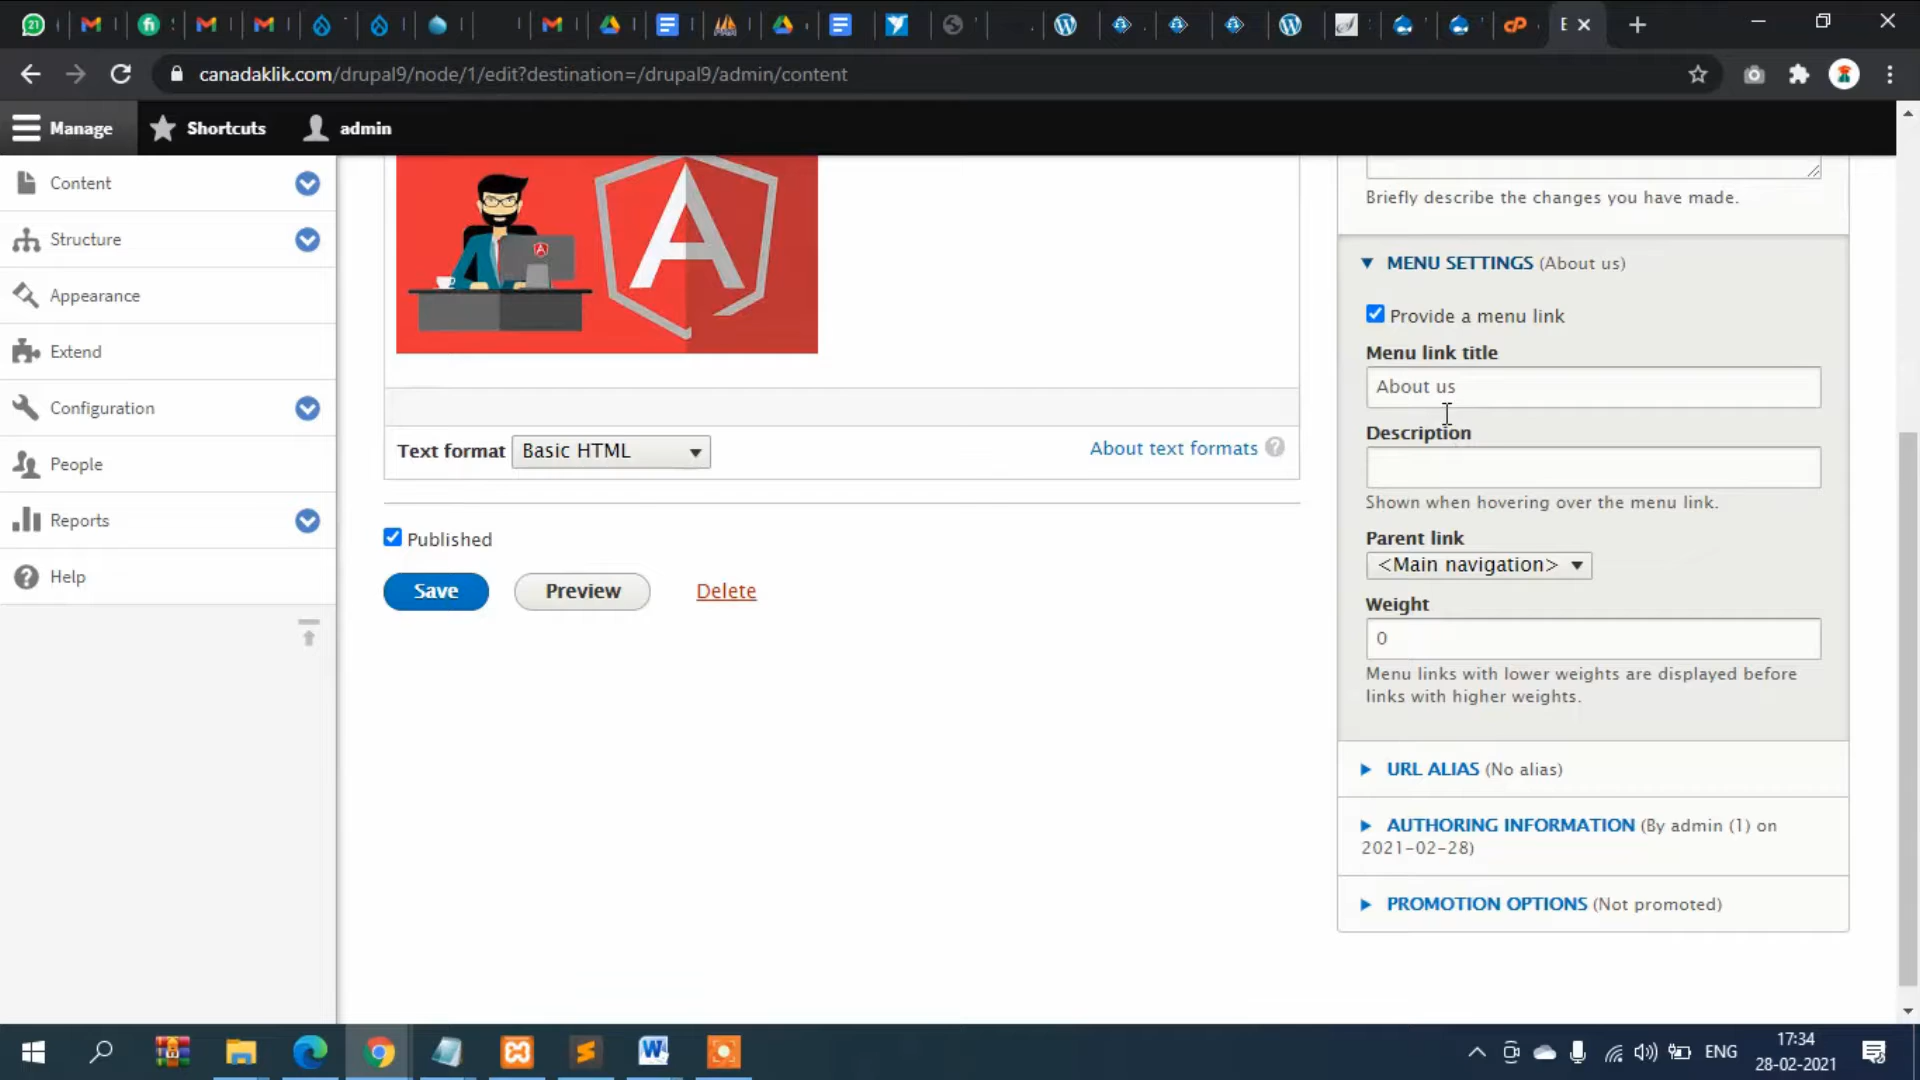 canadaklik.com/drupal9/node/1/edit?destination=/drupal9/admin/content
Manage
Shortcuts
admin
Content
Structure
Appearance
Extend
Configuration
People
Reports
Help
Text format
Basic HTML
About text formats
Published
Save
Preview
Delete
Briefly describe the changes you have made.
MENU SETTINGS (About us)
Provide a menu link
Menu link title
About us
Description
Shown when hovering over the menu link.
Parent link
<Main navigation>
Weight
0
Menu links with lower weights are displayed before
links with higher weights.
URL ALIAS (No alias)
AUTHORING INFORMATION (By admin (1) on
2021-02-28)
PROMOTION OPTIONS (Not promoted)
ENG
17:34
28-02-2021